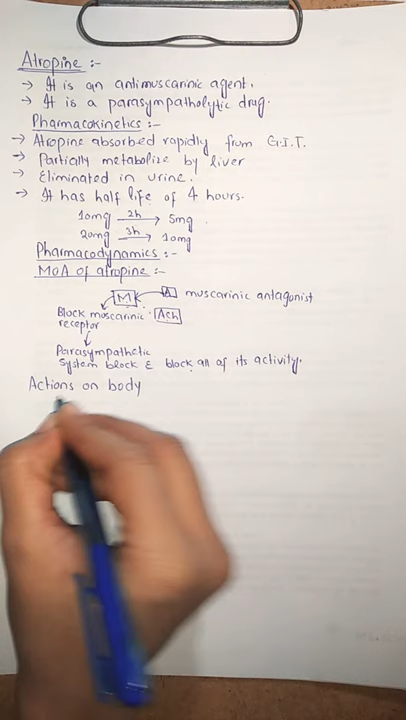 Atropine :-
→ It is an antimuscarinic agent.
→ It is a parasympatholytic drug.
Pharmacokinetics :-
→ Atropine absorbed rapidly from G.I.T.
→ Partially metabolize by liver
→ Eliminated in urine.
→ It has half life of 4 hours.
10mg 2h→ 5mg
20mg 3h→ 10mg
Pharmacodynamics :-
MOA of atropine :-
M A muscarinic antagonist
Block muscarinic Ach
receptor
Parasympathetic
System block & block all of its activity.
Actions on body